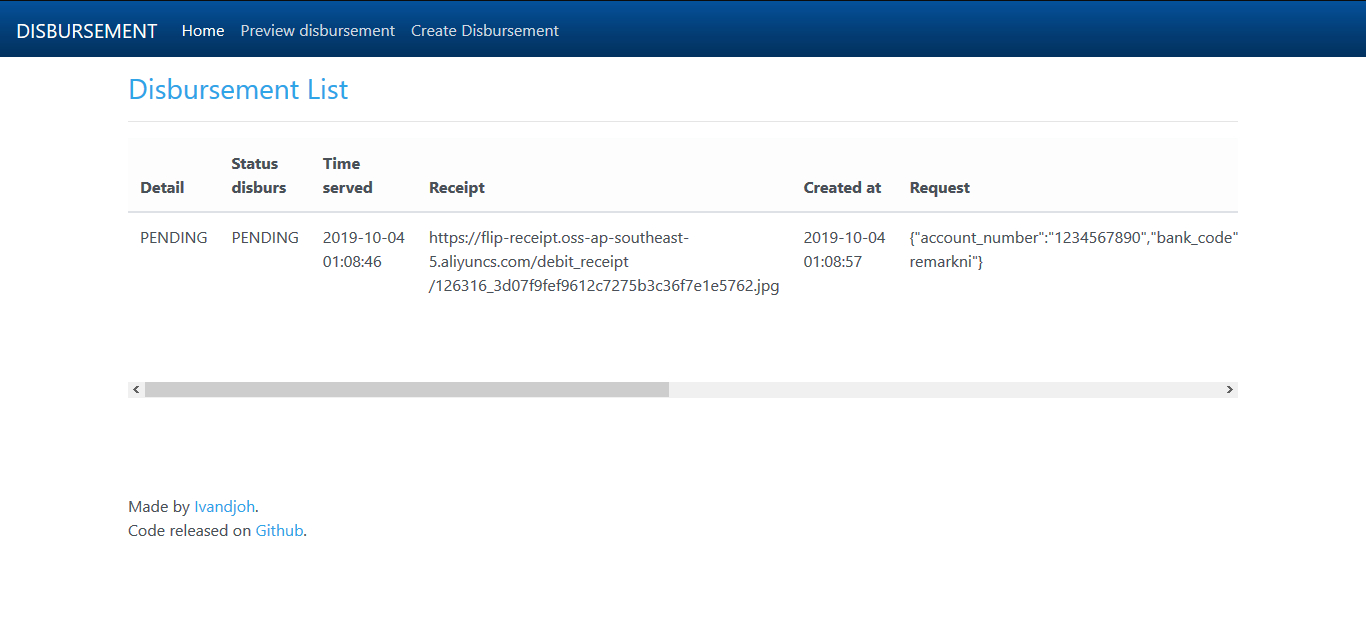 DISBURSEMENT Home Preview disbursement Create Disbursement
Disbursement List
Detail Status disburs Time served Receipt Created at Request
PENDING PENDING 2019-10-04 https://flip-receipt.oss-ap-southeast- 2019-10-04 {"account_number":"1234567890","bank_code"
01:08:46 5.aliyuncs.com/debit_receipt 01:08:57 remarkni"}
/126316_3d07f9fef9612c7275b3c36f7e1e5762.jpg
Made by Ivandjoh.
Code released on Github.